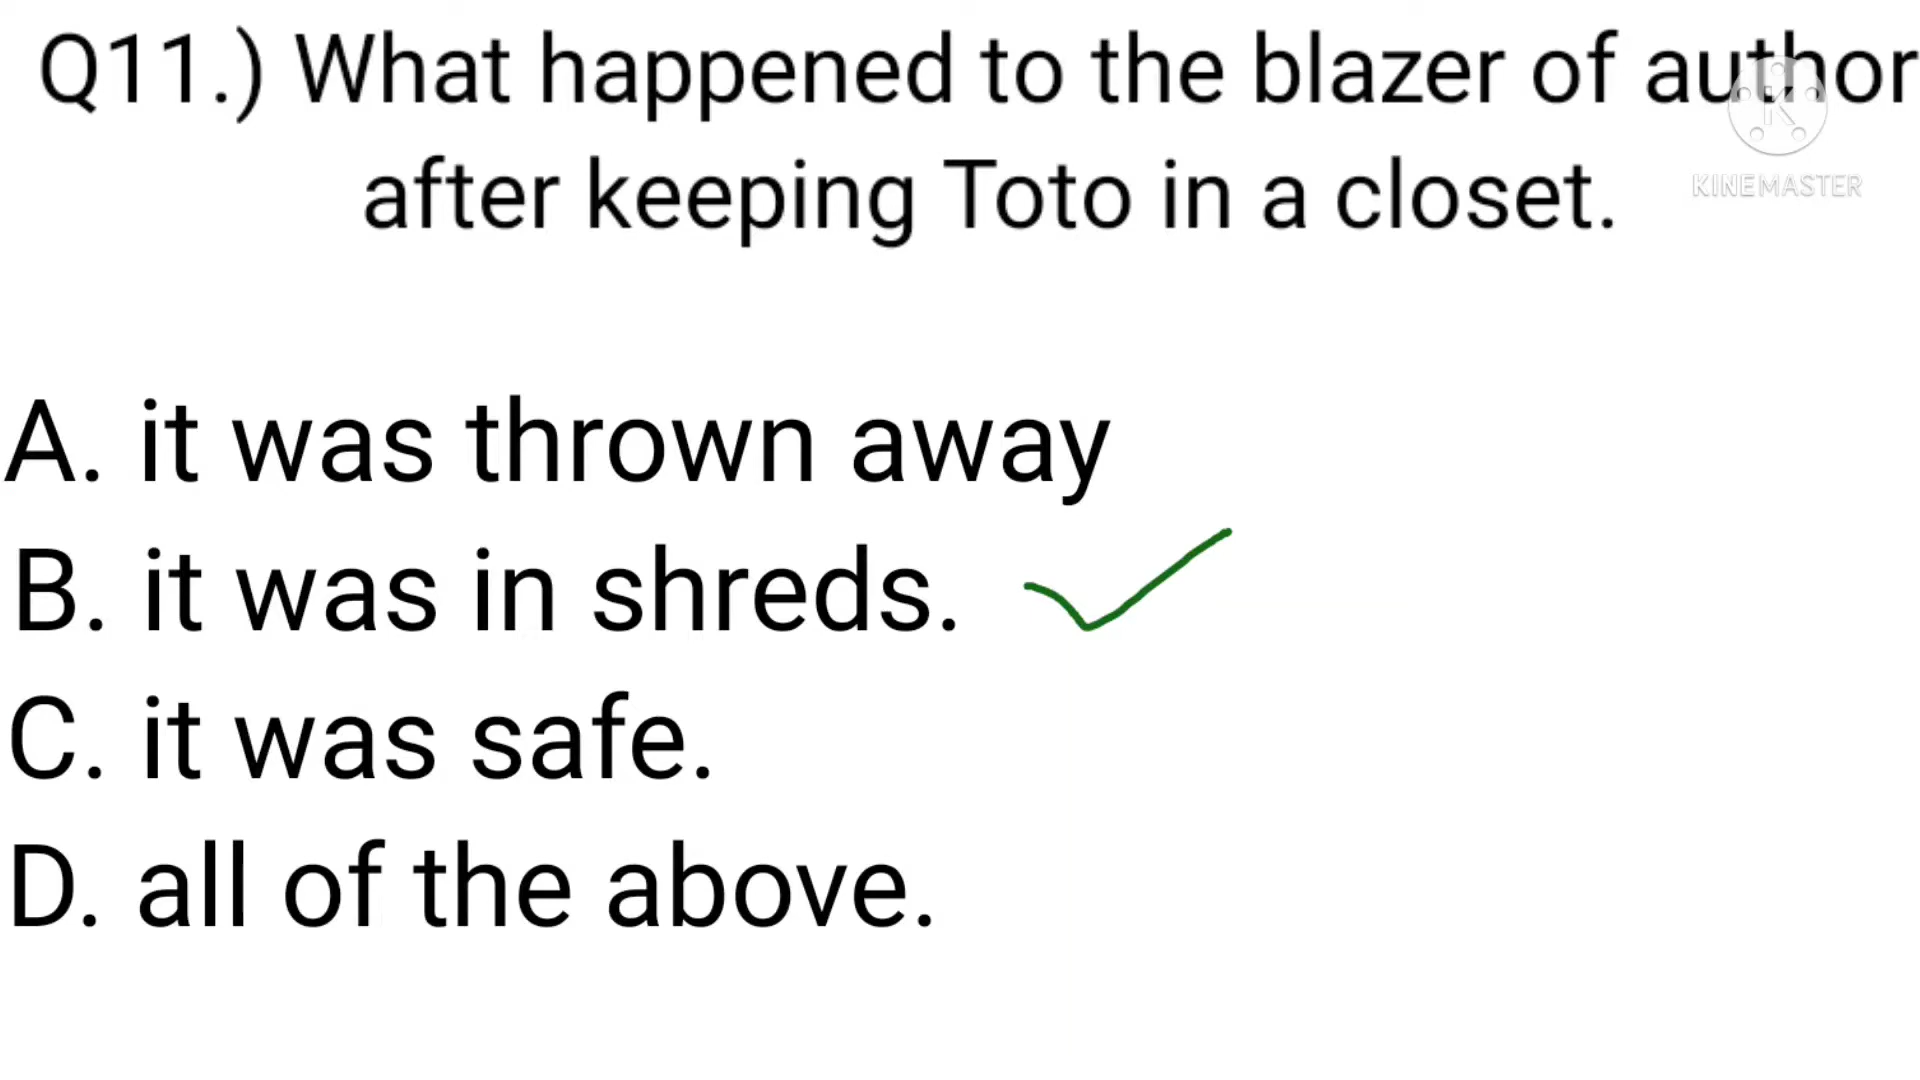 Q11.) What happened to the blazer of author
after keeping Toto in a closet.
KINEMASTER
A. it was thrown away
B. it was in shreds.
C. it was safe.
D. all of the above.